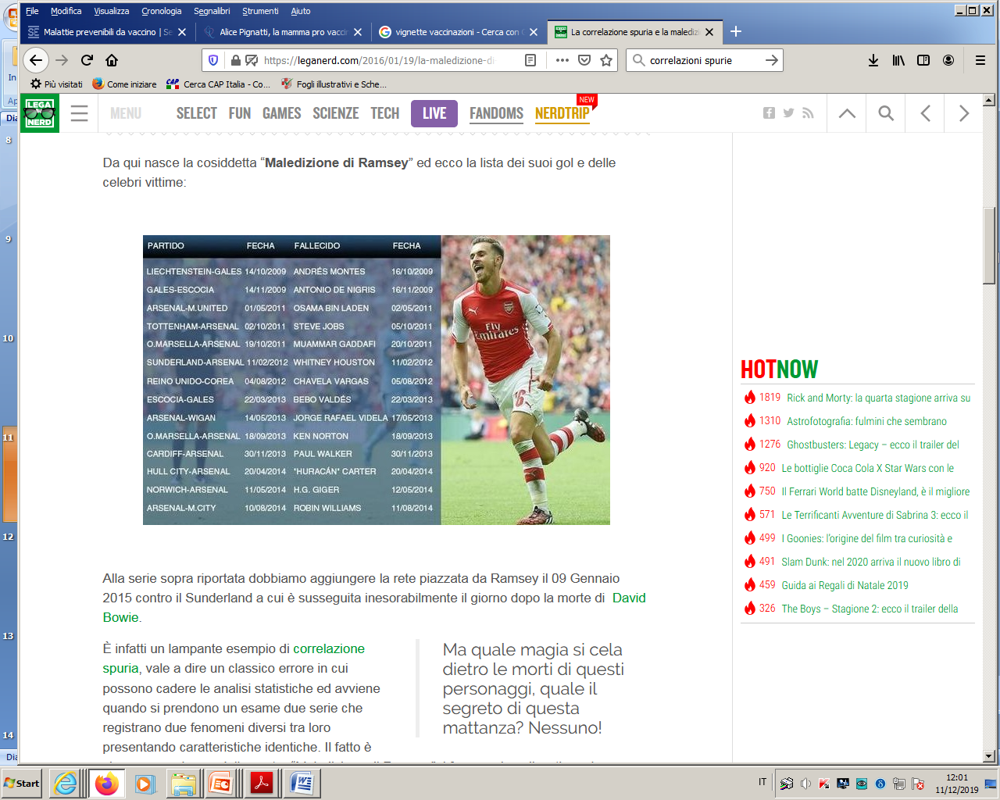 File Modifica Visualizza Cronologia Segnalibri Strumenti Aiuto
Malattie prevenibili da vaccino | Se
Alice Pignatti, la mamma pro vaccin
vignette vaccinazioni - Cerca con G
La correlazione spuria e la malediz
https://leganerd.com/2016/01/19/la-maledizione-di-
correlazioni spurie
Più visitati Come iniziare Cerca CAP Italia - Co... Fogli illustrativi e Sche...
LEGA NERD
MENU SELECT FUN GAMES SCIENZE TECH LIVE FANDOMS NERDTRIP NEW
Da qui nasce la cosiddetta “Maledizione di Ramsey” ed ecco la lista dei suoi gol e delle
celebri vittime:
PARTIDO FECHA FALLECIDO FECHA
LIECHTENSTEIN-GALES 14/10/2009 ANDRÉS MONTES 16/10/2009
GALES-ESCOCIA 14/11/2009 ANTONIO DE NIGRIS 16/11/2009
ARSENAL-M.UNITED 01/05/2011 OSAMA BIN LADEN 02/05/2011
TOTTENHAM-ARSENAL 02/10/2011 STEVE JOBS 05/10/2011
O.MARSELLA-ARSENAL 19/10/2011 MUAMMAR GADDAFI 20/10/2011
SUNDERLAND-ARSENAL 11/02/2012 WHITNEY HOUSTON 11/02/2012
REINO UNIDO-COREA 04/08/2012 CHAVELA VARGAS 05/08/2012
ESCOCIA-GALES 22/03/2013 BEBO VALDÉS 22/03/2013
ARSENAL-WIGAN 14/05/2013 JORGE RAFAEL VIDELA 17/05/2013
O.MARSELLA-ARSENAL 18/09/2013 KEN NORTON 18/09/2013
CARDIFF-ARSENAL 30/11/2013 PAUL WALKER 30/11/2013
HULL CITY-ARSENAL 20/04/2014 "HURACÁN" CARTER 20/04/2014
NORWICH-ARSENAL 11/05/2014 H.G. GIGER 12/05/2014
ARSENAL-M.CITY 10/08/2014 ROBIN WILLIAMS 11/08/2014
Fly
Emirates
16
Alla serie sopra riportata dobbiamo aggiungere la rete piazzata da Ramsey il 09 Gennaio
2015 contro il Sunderland a cui è susseguita inesorabilmente il giorno dopo la morte di David
Bowie.
È infatti un lampante esempio di correlazione
spuria, vale a dire un classico errore in cui
possono cadere le analisi statistiche ed avviene
quando si prendono un esame due serie che
registrano due fenomeni diversi tra loro
presentando caratteristiche identiche. Il fatto è
Ma quale magia si cela
dietro le morti di questi
personaggi, quale il
segreto di questa
mattanza? Nessuno!
HOTNOW
1819 Rick and Morty: la quarta stagione arriva su
1310 Astrofotografia: fulmini che sembrano
1276 Ghostbusters: Legacy – ecco il trailer del
920 Le bottiglie Coca Cola X Star Wars con le
750 Il Ferrari World batte Disneyland, è il migliore
571 Le Terrificanti Avventure di Sabrina 3: ecco il
499 I Goonies: l'origine del film tra curiosità e
491 Slam Dunk: nel 2020 arriva il nuovo libro di
459 Guida ai Regali di Natale 2019
326 The Boys – Stagione 2: ecco il trailer della
In
Ap
Dia
8
9
10
11
12
13
14
Dia
Start
IT
12:01
11/12/2019